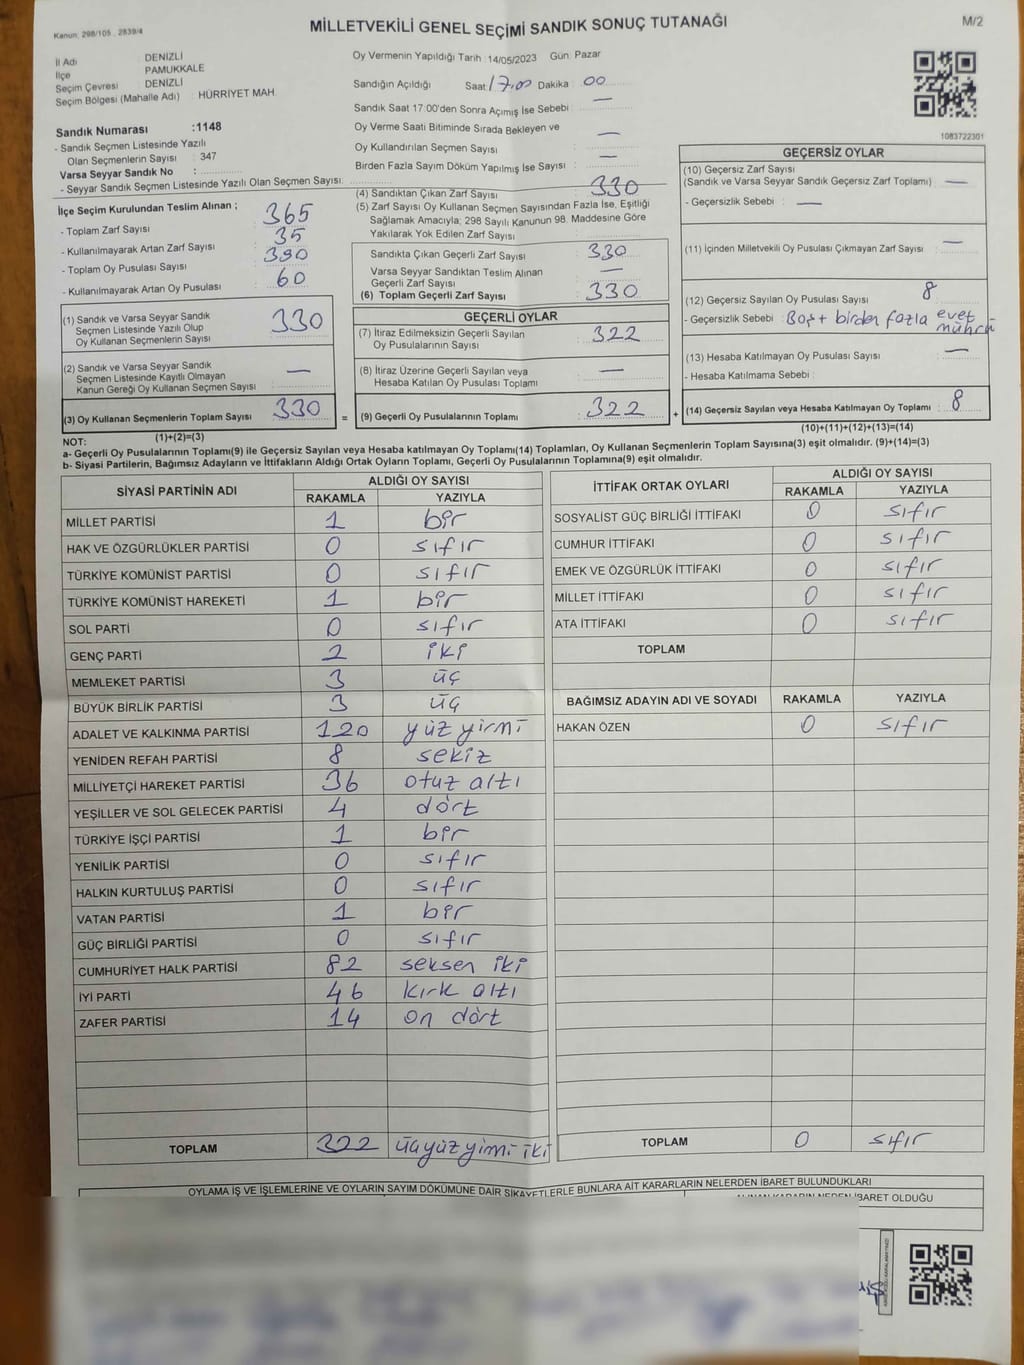 Kanun: 298/105 , 2839/4
MİLLETVEKİLİ GENEL SEÇİMİ SANDIK SONUÇ TUTANAĞI
M/2
İl Adı DENİZLİ
İlçe PAMUKKALE
Seçim Çevresi DENİZLİ
Seçim Bölgesi (Mahalle Adı) HÜRRİYET MAH.
Oy Vermenin Yapıldığı Tarih :14/05/2023 Gün: Pazar
Sandığın Açıldığı Saat: 17.00 Dakika : 00
Sandık Saat 17:00'den Sonra Açımış İse Sebebi : —
Oy Verme Saati Bitiminde Sırada Bekleyen ve
Oy Kullandırılan Seçmen Sayısı : —
Birden Fazla Sayım Döküm Yapılmış İse Sayısı : —
1083722301
Sandık Numarası :1148
- Sandık Seçmen Listesinde Yazılı
Olan Seçmenlerin Sayısı : 347
Varsa Seyyar Sandık No :
- Seyyar Sandık Seçmen Listesinde Yazılı Olan Seçmen Sayısı:
İlçe Seçim Kurulundan Teslim Alınan ;
- Toplam Zarf Sayısı : 365
- Kullanılmayarak Artan Zarf Sayısı : 35
- Toplam Oy Pusulası Sayısı : 390
- Kullanılmayarak Artan Oy Pusulası : 60
(1) Sandık ve Varsa Seyyar Sandık
Seçmen Listesinde Yazılı Olup
Oy Kullanan Seçmenlerin Sayısı : 330
(2) Sandık ve Varsa Seyyar Sandık
Seçmen Listesinde Kayıtlı Olmayan
Kanun Gereği Oy Kullanan Seçmen Sayısı : —
(3) Oy Kullanan Seçmenlerin Toplam Sayısı : 330
(1)+(2)=(3)
(4) Sandıktan Çıkan Zarf Sayısı : 330
(5) Zarf Sayısı Oy Kullanan Seçmen Sayısından Fazla İse, Eşitliği
Sağlamak Amacıyla; 298 Sayılı Kanunun 98. Maddesine Göre
Yakılarak Yok Edilen Zarf Sayısı :
Sandıkta Çıkan Geçerli Zarf Sayısı : 330
Varsa Seyyar Sandıktan Teslim Alınan
Geçerli Zarf Sayısı : —
(6) Toplam Geçerli Zarf Sayısı : 330
GEÇERLİ OYLAR
(7) İtiraz Edilmeksizin Geçerli Sayılan
Oy Pusulalarının Sayısı : 322
(8) İtiraz Üzerine Geçerli Sayılan veya
Hesaba Katılan Oy Pusulası Toplamı : —
= (9) Geçerli Oy Pusulalarının Toplamı : 322 +
GEÇERSİZ OYLAR
(10) Geçersiz Zarf Sayısı
(Sandık ve Varsa Seyyar Sandık Geçersiz Zarf Toplamı) : —
- Geçersizlik Sebebi : —
(11) İçinden Milletvekili Oy Pusulası Çıkmayan Zarf Sayısı : —
(12) Geçersiz Sayılan Oy Pusulası Sayısı : 8
- Geçersizlik Sebebi : Boş + birden fazla evet
mührü
(13) Hesaba Katılmayan Oy Pusulası Sayısı : —
- Hesaba Katılmama Sebebi :
(14) Geçersiz Sayılan veya Hesaba Katılmayan Oy Toplamı : 8
(10)+(11)+(12)+(13)=(14)
NOT:
a- Geçerli Oy Pusulalarının Toplamı(9) ile Geçersiz Sayılan veya Hesaba katılmayan Oy Toplamı(14) Toplamları, Oy Kullanan Seçmenlerin Toplam Sayısına(3) eşit olmalıdır. (9)+(14)=(3)
b- Siyasi Partilerin, Bağımsız Adayların ve İttifakların Aldığı Ortak Oyların Toplamı, Geçerli Oy Pusulalarının Toplamına(9) eşit olmalıdır.
SİYASİ PARTİNİN ADI ALDIĞI OY SAYISI
RAKAMLA YAZIYLA
MİLLET PARTİSİ 1 bir
HAK VE ÖZGÜRLÜKLER PARTİSİ 0 sıfır
TÜRKİYE KOMÜNİST PARTİSİ 0 sıfır
TÜRKİYE KOMÜNİST HAREKETİ 1 bir
SOL PARTİ 0 sıfır
GENÇ PARTİ 2 iki
MEMLEKET PARTİSİ 3 üç
BÜYÜK BİRLİK PARTİSİ 3 üç
ADALET VE KALKINMA PARTİSİ 120 yüz yirmi
YENİDEN REFAH PARTİSİ 8 sekiz
MİLLİYETÇİ HAREKET PARTİSİ 36 otuz altı
YEŞİLLER VE SOL GELECEK PARTİSİ 4 dört
TÜRKİYE İŞÇİ PARTİSİ 1 bir
YENİLİK PARTİSİ 0 sıfır
HALKIN KURTULUŞ PARTİSİ 0 sıfır
VATAN PARTİSİ 1 bir
GÜÇ BİRLİĞİ PARTİSİ 0 sıfır
CUMHURİYET HALK PARTİSİ 82 seksen iki
İYİ PARTİ 46 kırk altı
ZAFER PARTİSİ 14 on dört
TOPLAM 322 üçyüz yirmi iki
İTTİFAK ORTAK OYLARI ALDIĞI OY SAYISI
RAKAMLA YAZIYLA
SOSYALİST GÜÇ BİRLİĞİ İTTİFAKI 0 sıfır
CUMHUR İTTİFAKI 0 sıfır
EMEK VE ÖZGÜRLÜK İTTİFAKI 0 sıfır
MİLLET İTTİFAKI 0 sıfır
ATA İTTİFAKI 0 sıfır
TOPLAM
BAĞIMSIZ ADAYIN ADI VE SOYADI RAKAMLA YAZIYLA
HAKAN ÖZEN 0 sıfır
TOPLAM 0 sıfır
OYLAMA İŞ VE İŞLEMLERİNE VE OYLARIN SAYIM DÖKÜMÜNE DAİR ŞİKAYETLERLE BUNLARA AİT KARARLARIN NELERDEN İBARET BULUNDUKLARI
ALINAN KARARIN NEDEN İBARET OLDUĞU